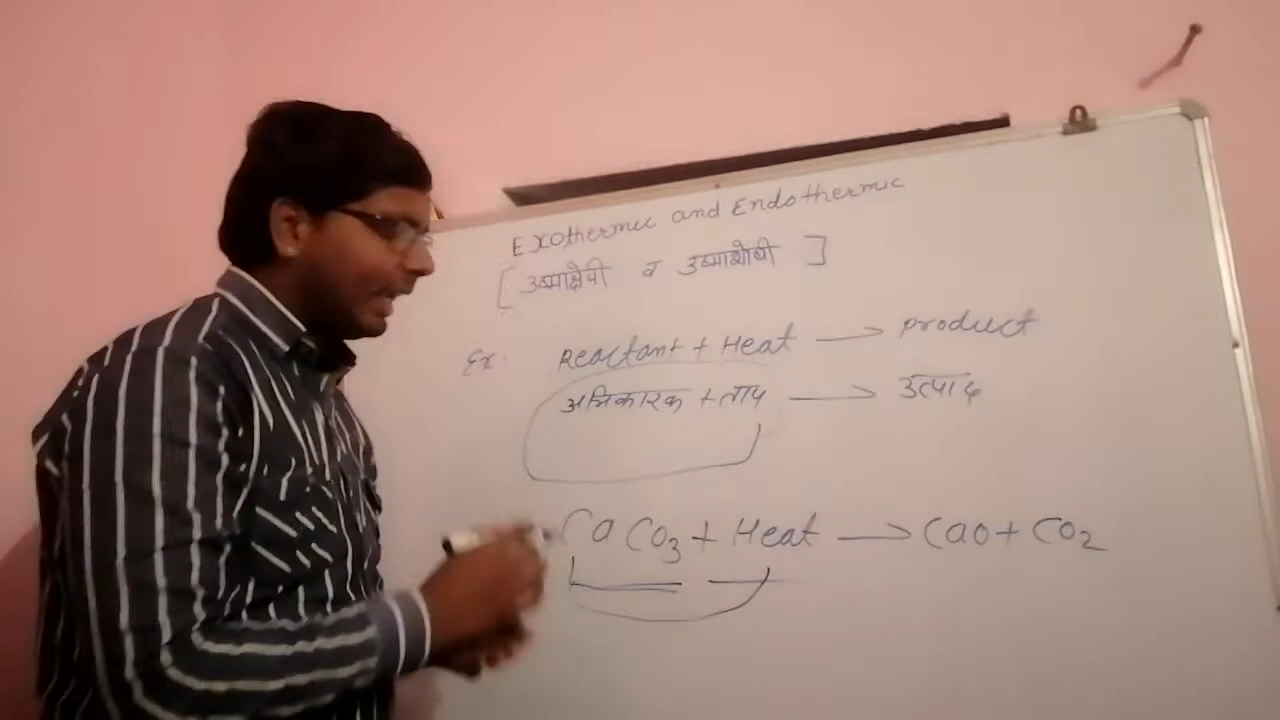 Exothermic and Endothermic
[ उष्माक्षेपी व उष्माशोषी ]
Ex: Reactant + Heat → product
अभिकारक + ताप → उत्पाद
CaCO₃ + Heat → CaO + CO₂